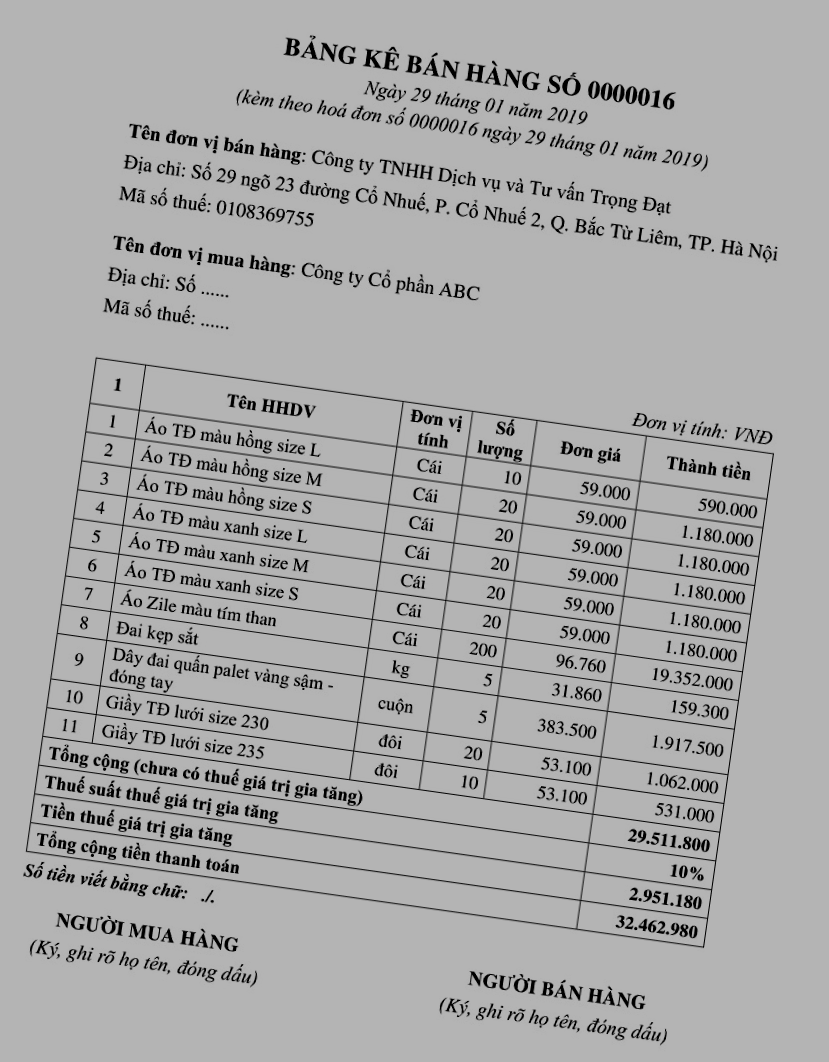 BẢNG KÊ BÁN HÀNG SỐ 0000016
Ngày 29 tháng 01 năm 2019
(kèm theo hoá đơn số 0000016 ngày 29 tháng 01 năm 2019)
Tên đơn vị bán hàng: Công ty TNHH Dịch vụ và Tư vấn Trọng Đạt
Địa chỉ: Số 29 ngõ 23 đường Cổ Nhuế, P. Cổ Nhuế 2, Q. Bắc Từ Liêm, TP. Hà Nội
Mã số thuế: 0108369755
Tên đơn vị mua hàng: Công ty Cổ phần ABC
Địa chỉ: Số ......
Mã số thuế: ......
Đơn vị tính: VNĐ
1 Tên HHDV Đơn vị tính Số lượng Đơn giá Thành tiền
1 Áo TĐ màu hồng size L Cái 10 59.000 590.000
2 Áo TĐ màu hồng size M Cái 20 59.000 1.180.000
3 Áo TĐ màu hồng size S Cái 20 59.000 1.180.000
4 Áo TĐ màu xanh size L Cái 20 59.000 1.180.000
5 Áo TĐ màu xanh size M Cái 20 59.000 1.180.000
6 Áo TĐ màu xanh size S Cái 20 59.000 1.180.000
7 Áo Zile màu tím than Cái 200 96.760 19.352.000
8 Đai kẹp sắt kg 5 31.860 159.300
9 Dây đai quấn palet vàng sậm - đóng tay cuộn 5 383.500 1.917.500
10 Giầy TĐ lưới size 230 đôi 20 53.100 1.062.000
11 Giầy TĐ lưới size 235 đôi 10 53.100 531.000
Tổng cộng (chưa có thuế giá trị gia tăng) 29.511.800
Thuế suất thuế giá trị gia tăng 10%
Tiền thuế giá trị gia tăng 2.951.180
Tổng cộng tiền thanh toán 32.462.980
Số tiền viết bằng chữ: ./.
NGƯỜI MUA HÀNG
(Ký, ghi rõ họ tên, đóng dấu)
NGƯỜI BÁN HÀNG
(Ký, ghi rõ họ tên, đóng dấu)